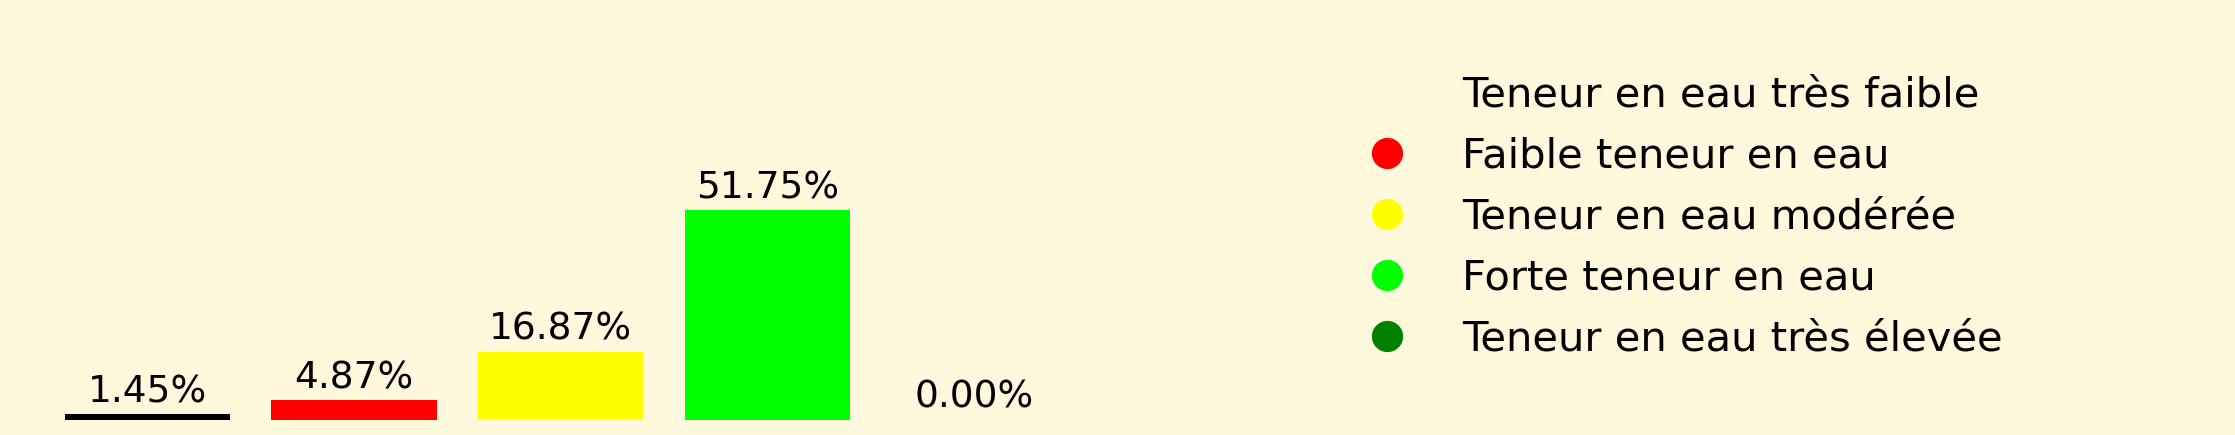 1.45%
4.87%
16.87%
51.75%
0.00%
Teneur en eau très faible
Faible teneur en eau
Teneur en eau modérée
Forte teneur en eau
Teneur en eau très élevée